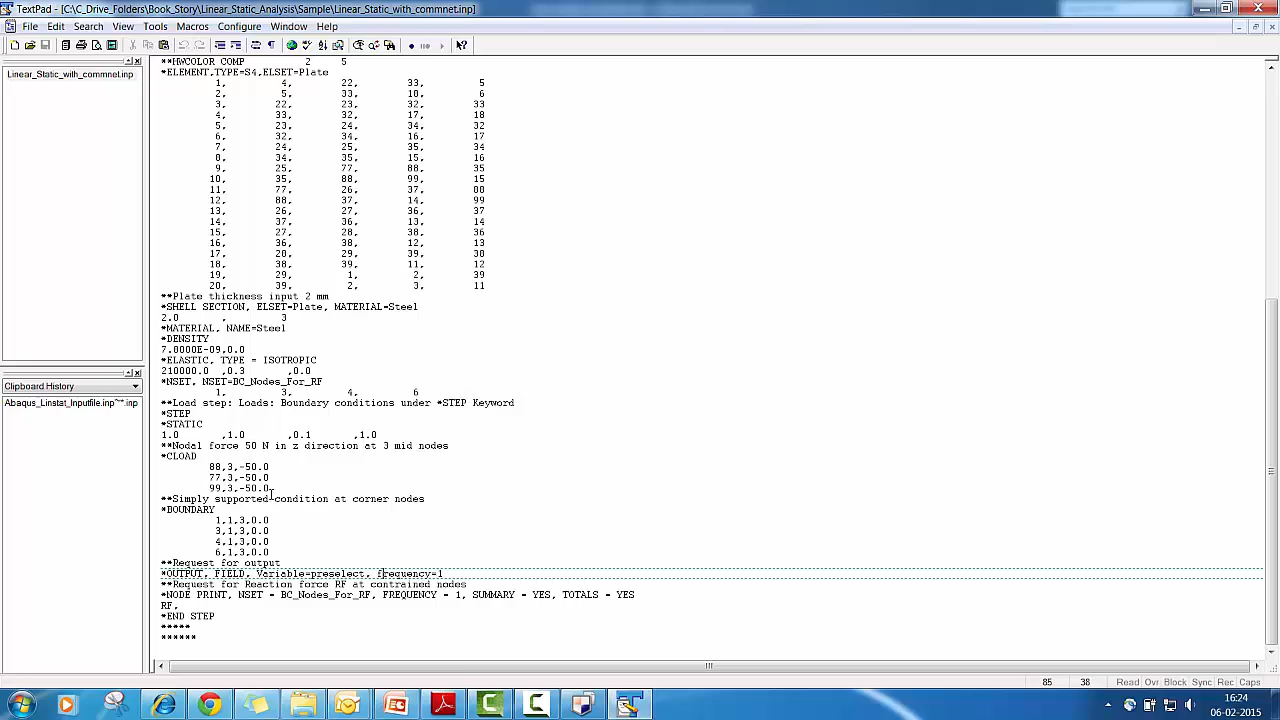 TextPad - [C:\C_Drive_Folders\Book_Story\Linear_Static_Analysis\Sample\Linear_Static_with_commnet.inp]
File Edit Search View Tools Macros Configure Window Help
Linear_Static_with_commnet.inp
Clipboard History
Abaqus_Linstat_Inputfile.inp^"*.inp
**HWCOLOR COMP 2 5
*ELEMENT,TYPE=S4,ELSET=Plate
1, 4, 22, 33, 5
2, 5, 33, 18, 6
3, 22, 23, 32, 33
4, 33, 32, 17, 18
5, 23, 24, 34, 32
6, 32, 34, 16, 17
7, 24, 25, 35, 34
8, 34, 35, 15, 16
9, 25, 77, 88, 35
10, 35, 88, 99, 15
11, 77, 26, 37, 88
12, 88, 37, 14, 99
13, 26, 27, 36, 37
14, 37, 36, 13, 14
15, 27, 28, 38, 36
16, 36, 38, 12, 13
17, 28, 29, 39, 38
18, 38, 39, 11, 12
19, 29, 1, 2, 39
20, 39, 2, 3, 11
**Plate thickness input 2 mm
*SHELL SECTION, ELSET=Plate, MATERIAL=Steel
2.0 , 3
*MATERIAL, NAME=Steel
*DENSITY
7.8000E-09,0.0
*ELASTIC, TYPE = ISOTROPIC
210000.0 ,0.3 ,0.0
*NSET, NSET=BC_Nodes_For_RF
1, 3, 4, 6
**Load step: Loads: Boundary conditions under *STEP Keyword
*STEP
*STATIC
1.0 ,1.0 ,0.1 ,1.0
**Nodal force 50 N in z direction at 3 mid nodes
*CLOAD
88,3,-50.0
77,3,-50.0
99,3,-50.0
**Simply supported condition at corner nodes
*BOUNDARY
1,1,3,0.0
3,1,3,0.0
4,1,3,0.0
6,1,3,0.0
**Request for output
*OUTPUT, FIELD, Variable=preselect, frequency=1
**Request for Reaction force RF at contrained nodes
*NODE PRINT, NSET = BC_Nodes_For_RF, FREQUENCY = 1, SUMMARY = YES, TOTALS = YES
RF,
*END STEP
*****
******
85 38 Read Ovr Block Sync Rec Caps
16:24
06-02-2015